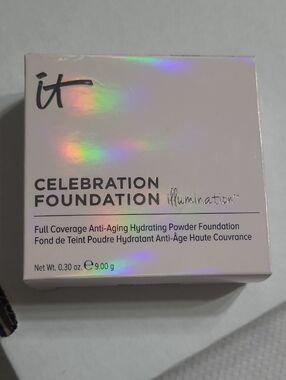 it
CELEBRATION
FOUNDATION illumination™
Full Coverage Anti-Aging Hydrating Powder Foundation
Fond de Teint Poudre Hydratant Anti-Âge Haute Couvrance
Net Wt. 0.30 oz. ℮ 9.00 g